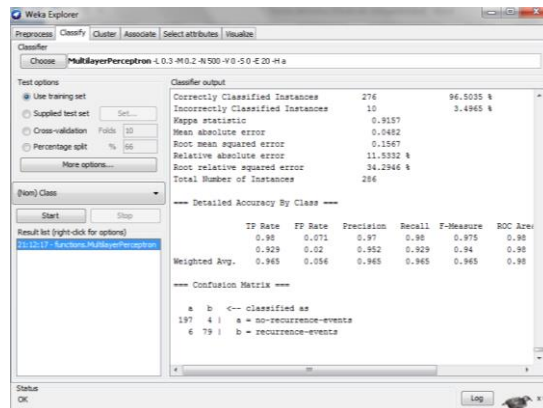 Weka Explorer
Preprocess Classify Cluster Associate Select attributes Visualize
Classifier
Choose MultilayerPerceptron -L 0.3 -M 0.2 -N 500 -V 0 -S 0 -E 20 -H a
Test options
Use training set
Supplied test set Set...
Cross-validation Folds 10
Percentage split % 66
More options...
(Nom) Class
Start Stop
Result list (right-click for options)
21:12:17 - functions.MultilayerPerceptron
Classifier output
Correctly Classified Instances 276 96.5035 %
Incorrectly Classified Instances 10 3.4965 %
Kappa statistic 0.9157
Mean absolute error 0.0482
Root mean squared error 0.1567
Relative absolute error 11.5332 %
Root relative squared error 34.2946 %
Total Number of Instances 286
=== Detailed Accuracy By Class ===
TP Rate FP Rate Precision Recall F-Measure ROC Area
0.98 0.071 0.97 0.98 0.975 0.98
0.929 0.02 0.952 0.929 0.94 0.98
Weighted Avg. 0.965 0.056 0.965 0.965 0.965 0.98
=== Confusion Matrix ===
a b <-- classified as
197 4 | a = no-recurrence-events
6 79 | b = recurrence-events
Status
OK
Log
x